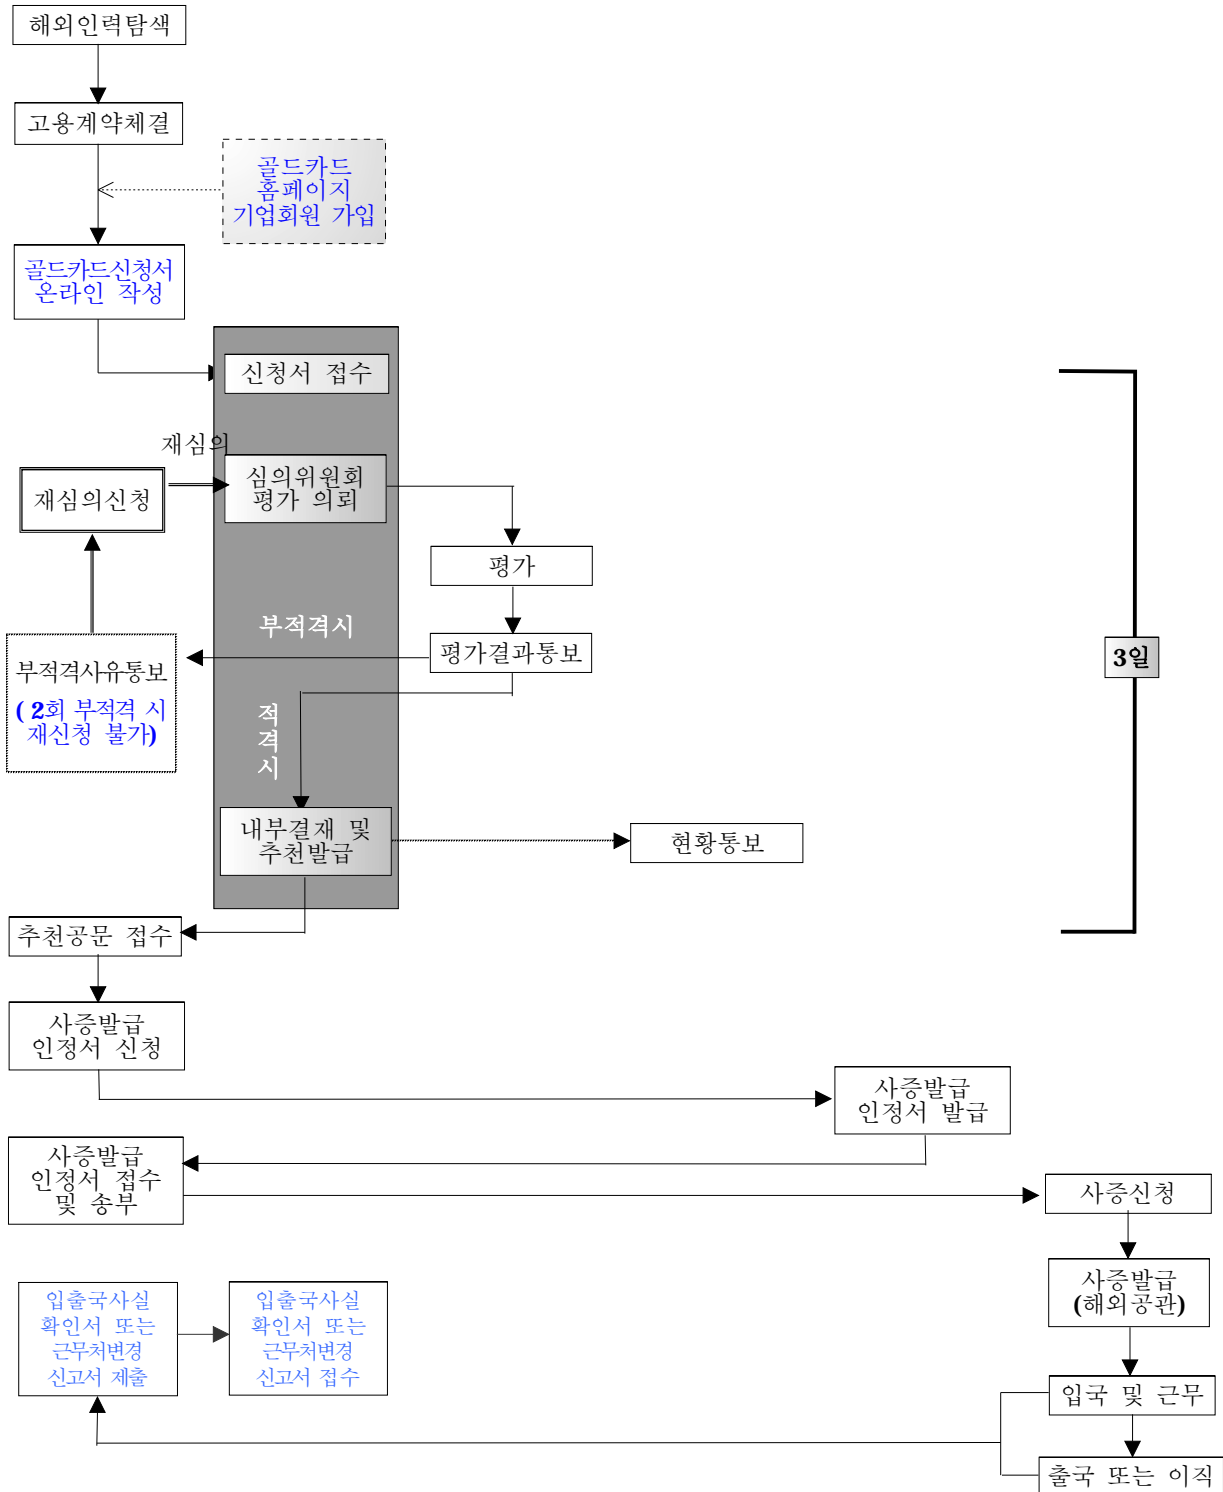 해외인력탐색
고용계약체결
골드카드
홈페이지
기업회원 가입
골드카드신청서
온라인 작성
신청서 접수
재심의
심의위원회
평가 의뢰
재심의신청
평가
부적격시
평가결과통보
부적격사유통보
( 2회 부적격 시
재신청 불가)
3일
적
격
시
내부결재 및
추천발급
현황통보
추천공문 접수
사증발급
인정서 신청
사증발급
인정서 발급
사증발급
인정서 접수
및 송부
사증신청
사증발급
(해외공관)
입출국사실
확인서 또는
근무처변경
신고서 제출
입출국사실
확인서 또는
근무처변경
신고서 접수
입국 및 근무
출국 또는 이직